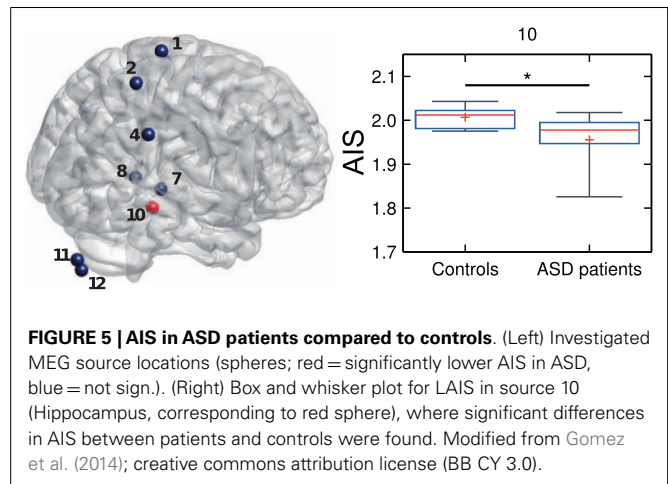 1
2
4
8
7
10
11
12
10
AIS
2.1
2.0
1.9
1.8
1.7
*
Controls ASD patients
FIGURE 5 | AIS in ASD patients compared to controls. (Left) Investigated
MEG source locations (spheres; red = significantly lower AIS in ASD,
blue = not sign.). (Right) Box and whisker plot for LAIS in source 10
(Hippocampus, corresponding to red sphere), where significant differences
in AIS between patients and controls were found. Modified from Gomez
et al. (2014); creative commons attribution license (BB CY 3.0).